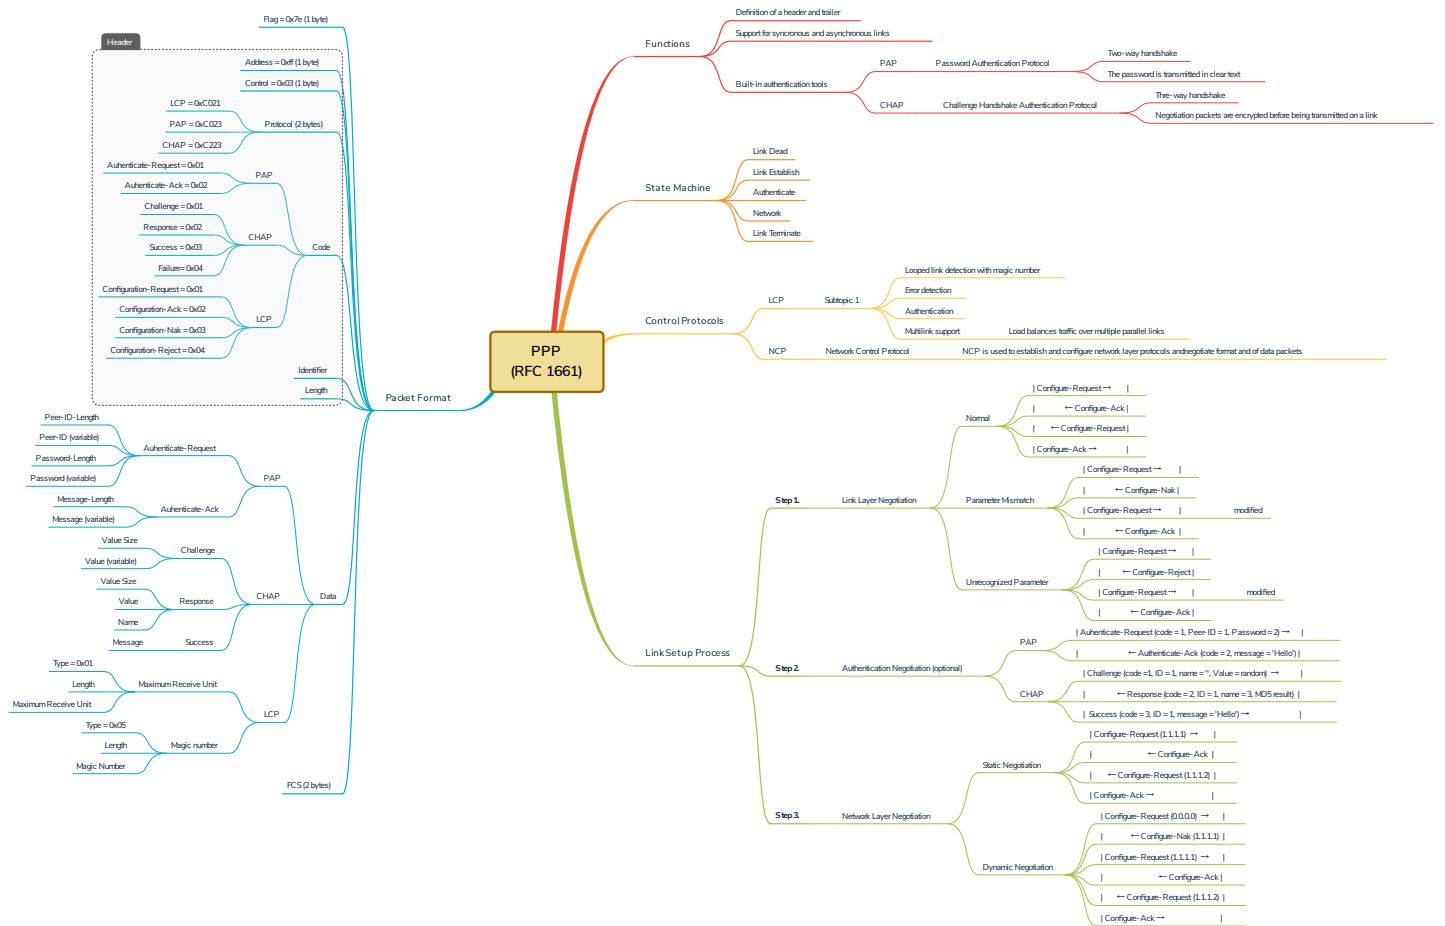 PPP
(RFC 1661)
Functions
Definition of a header and trailer
Support for syncronous and asynchronous links
Built-in authentication tools
PAP
Password Authentication Protocol
Two-way handshake
The password is transmitted in clear text
CHAP
Challenge Handshake Authentication Protocol
Thre-way handshake
Negotiation packets are encrypted before being transmitted on a link
State Machine
Link Dead
Link Establish
Authenticate
Network
Link Terminate
Control Protocols
LCP
Subtopic 1
Looped link detection with magic number
Error detection
Authentication
Multilink support
Load balances traffic over multiple parallel links
NCP
Network Control Protocol
NCP is used to establish and configure network layer protocols andnegotiate format and of data packets
Link Setup Process
Step 1.
Link Layer Negotiation
Normal
| Configure-Request → |
| ← Configure-Ack |
| ← Configure-Request |
| Configure-Ack → |
Parameter Mismatch
| Configure-Request → |
| ← Configure-Nak |
| Configure-Request → | modified
| ← Configure-Ack |
Unrecognized Parameter
| Configure-Request → |
| ← Configure-Reject |
| Configure-Request → | modified
| ← Configure-Ack |
Step 2.
Authentication Negotiation (optional)
PAP
| Auhenticate-Request (code = 1, Peer-ID = 1, Password = 2) → |
| ← Authenticate-Ack (code = 2, message = 'Hello') |
CHAP
| Challenge (code =1, ID = 1, name = '', Value = random) → |
| ← Response (code = 2, ID = 1, name = 3, MD5 result) |
| Success (code = 3, ID = 1, message = 'Hello') → |
Step 3.
Network Layer Negotiation
Static Negotiation
| Configure-Request (1.1.1.1) → |
| ← Configure-Ack |
| ← Configure-Request (1.1.1.2) |
| Configure-Ack → |
Dynamic Negotiation
| Configure-Request (0.0.0.0) → |
| ← Configure-Nak (1.1.1.1) |
| Configure-Request (1.1.1.1) → |
| ← Configure-Ack |
| ← Configure-Request (1.1.1.2) |
| Configure-Ack → |
Packet Format
Flag = 0x7e (1 byte)
Header
Address = 0xff (1 byte)
Control = 0x03 (1 byte)
Protocol (2 bytes)
LCP = 0xC021
PAP = 0xC023
CHAP = 0xC223
Code
PAP
Auhenticate-Request = 0x01
Auhenticate-Ack = 0x02
CHAP
Challenge = 0x01
Response = 0x02
Success = 0x03
Failure= 0x04
LCP
Configuration-Request = 0x01
Configuration-Ack = 0x02
Configuration-Nak = 0x03
Configuration-Reject = 0x04
Identifier
Length
Data
PAP
Auhenticate-Request
Peer-ID-Length
Peer-ID (variable)
Password-Length
Password (variable)
Auhenticate-Ack
Message-Length
Message (variable)
CHAP
Challenge
Value Size
Value (variable)
Response
Value Size
Value
Name
Success
Message
LCP
Maximum Receive Unit
Type = 0x01
Length
Maximum Receive Unit
Magic number
Type = 0x05
Length
Magic Number
FCS (2 bytes)